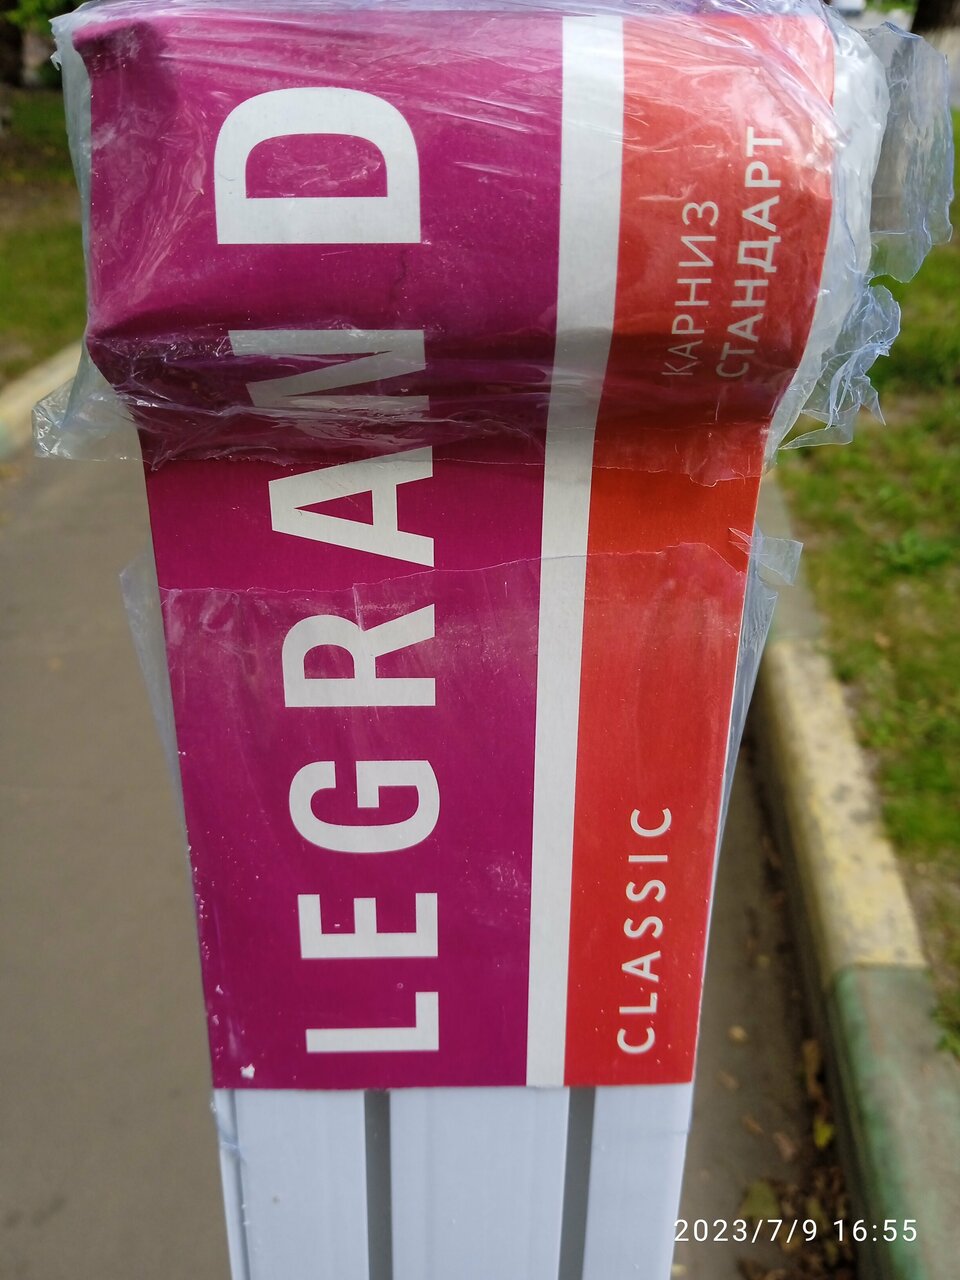 LEGRAND
КАРНИЗ
СТАНДАРТ
CLASSIC
2023/7/9 16:55